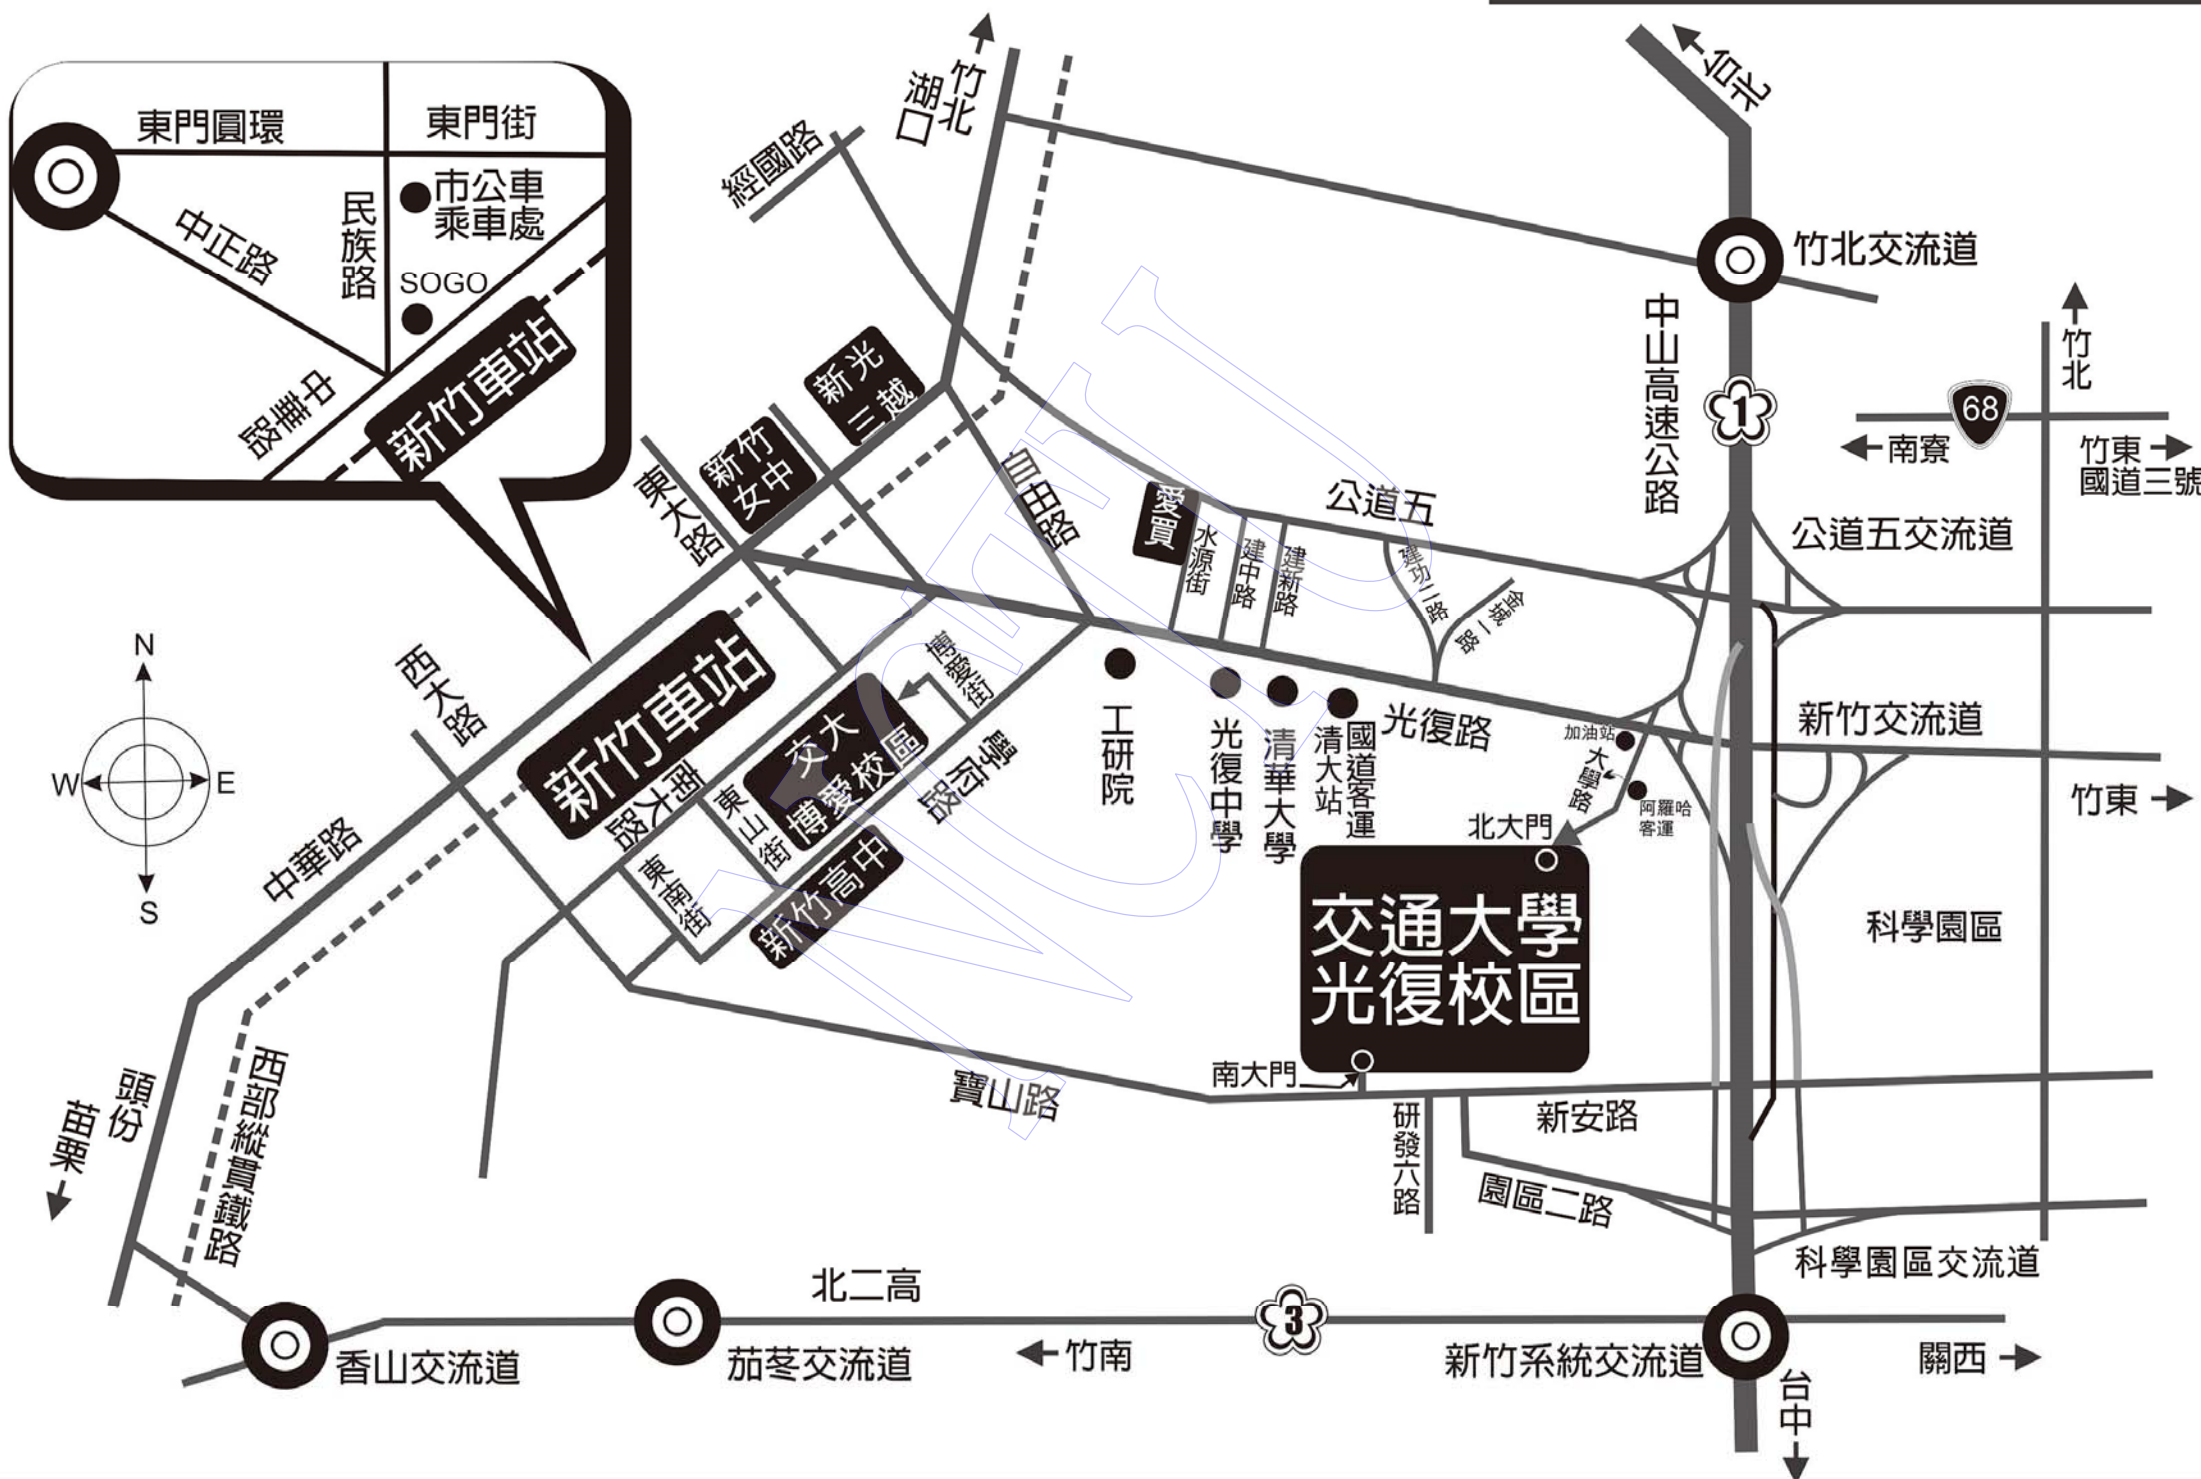 東門圓環
東門街
市公車
乘車處
民族路
中正路
SOGO
新竹車站
中華路
竹北
湖口
經國路
台北
竹北交流道
中山高速公路
1
竹北
68
南寮
竹東
國道三號
公道五交流道
新光
三越
新竹
女中
東大路
自由路
愛買
水源街
建中路
建新路
公道五
建功二路
金城一路
N
W
E
S
西大路
新竹車站
南大路
交大
博愛校區
博愛街
學府路
東山街
東南街
新竹高中
工研院
光復中學
清華大學
國道客運
清大站
光復路
加油站
大學路
阿羅哈
客運
北大門
新竹交流道
竹東
交通大學
光復校區
科學園區
中華路
南大門
寶山路
研發六路
新安路
園區二路
科學園區交流道
頭份
苗栗
西部縱貫鐵路
北二高
3
香山交流道
茄苳交流道
竹南
新竹系統交流道
關西
台中
NCTU